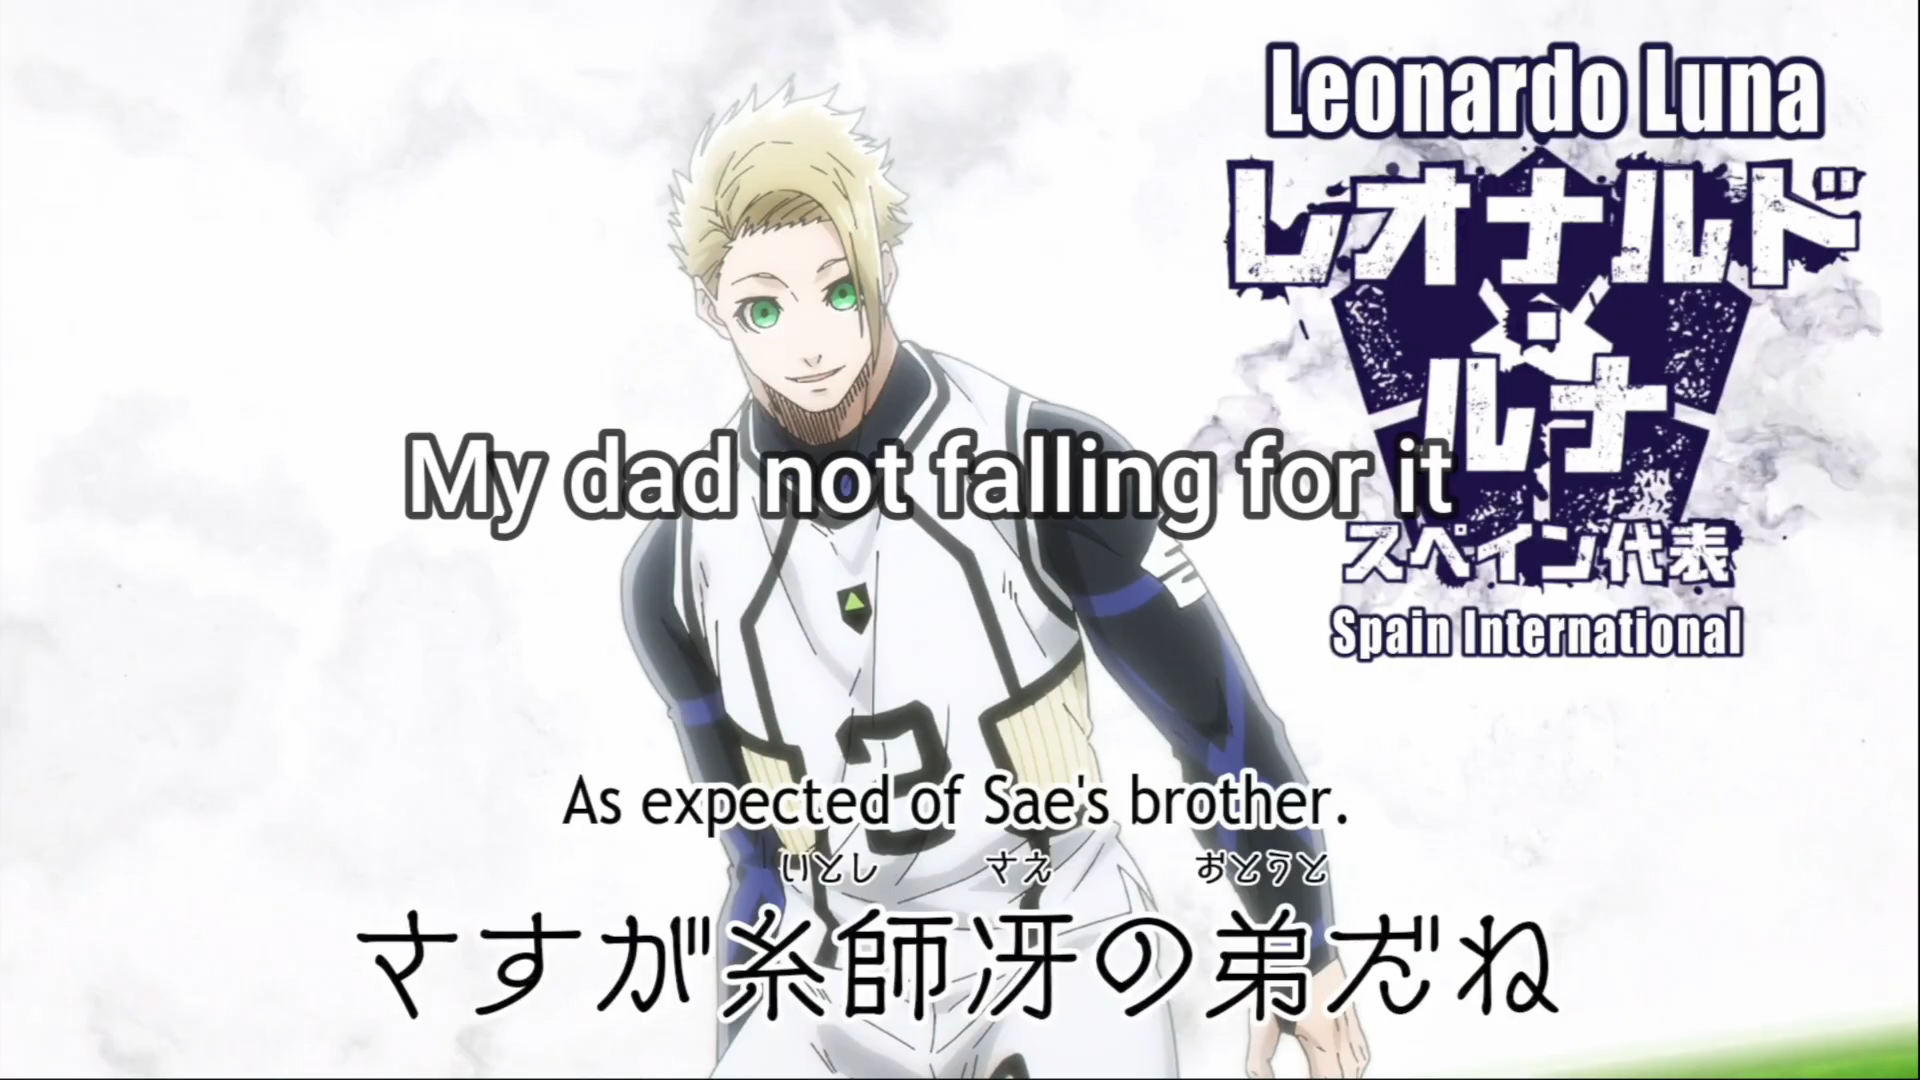 Leonardo Luna
レオナルド
・
ルナ
スペイン代表
Spain International
My dad not falling for it
2
As expected of Sae's brother.
いとし さえ おとうと
さすが糸師冴の弟だね